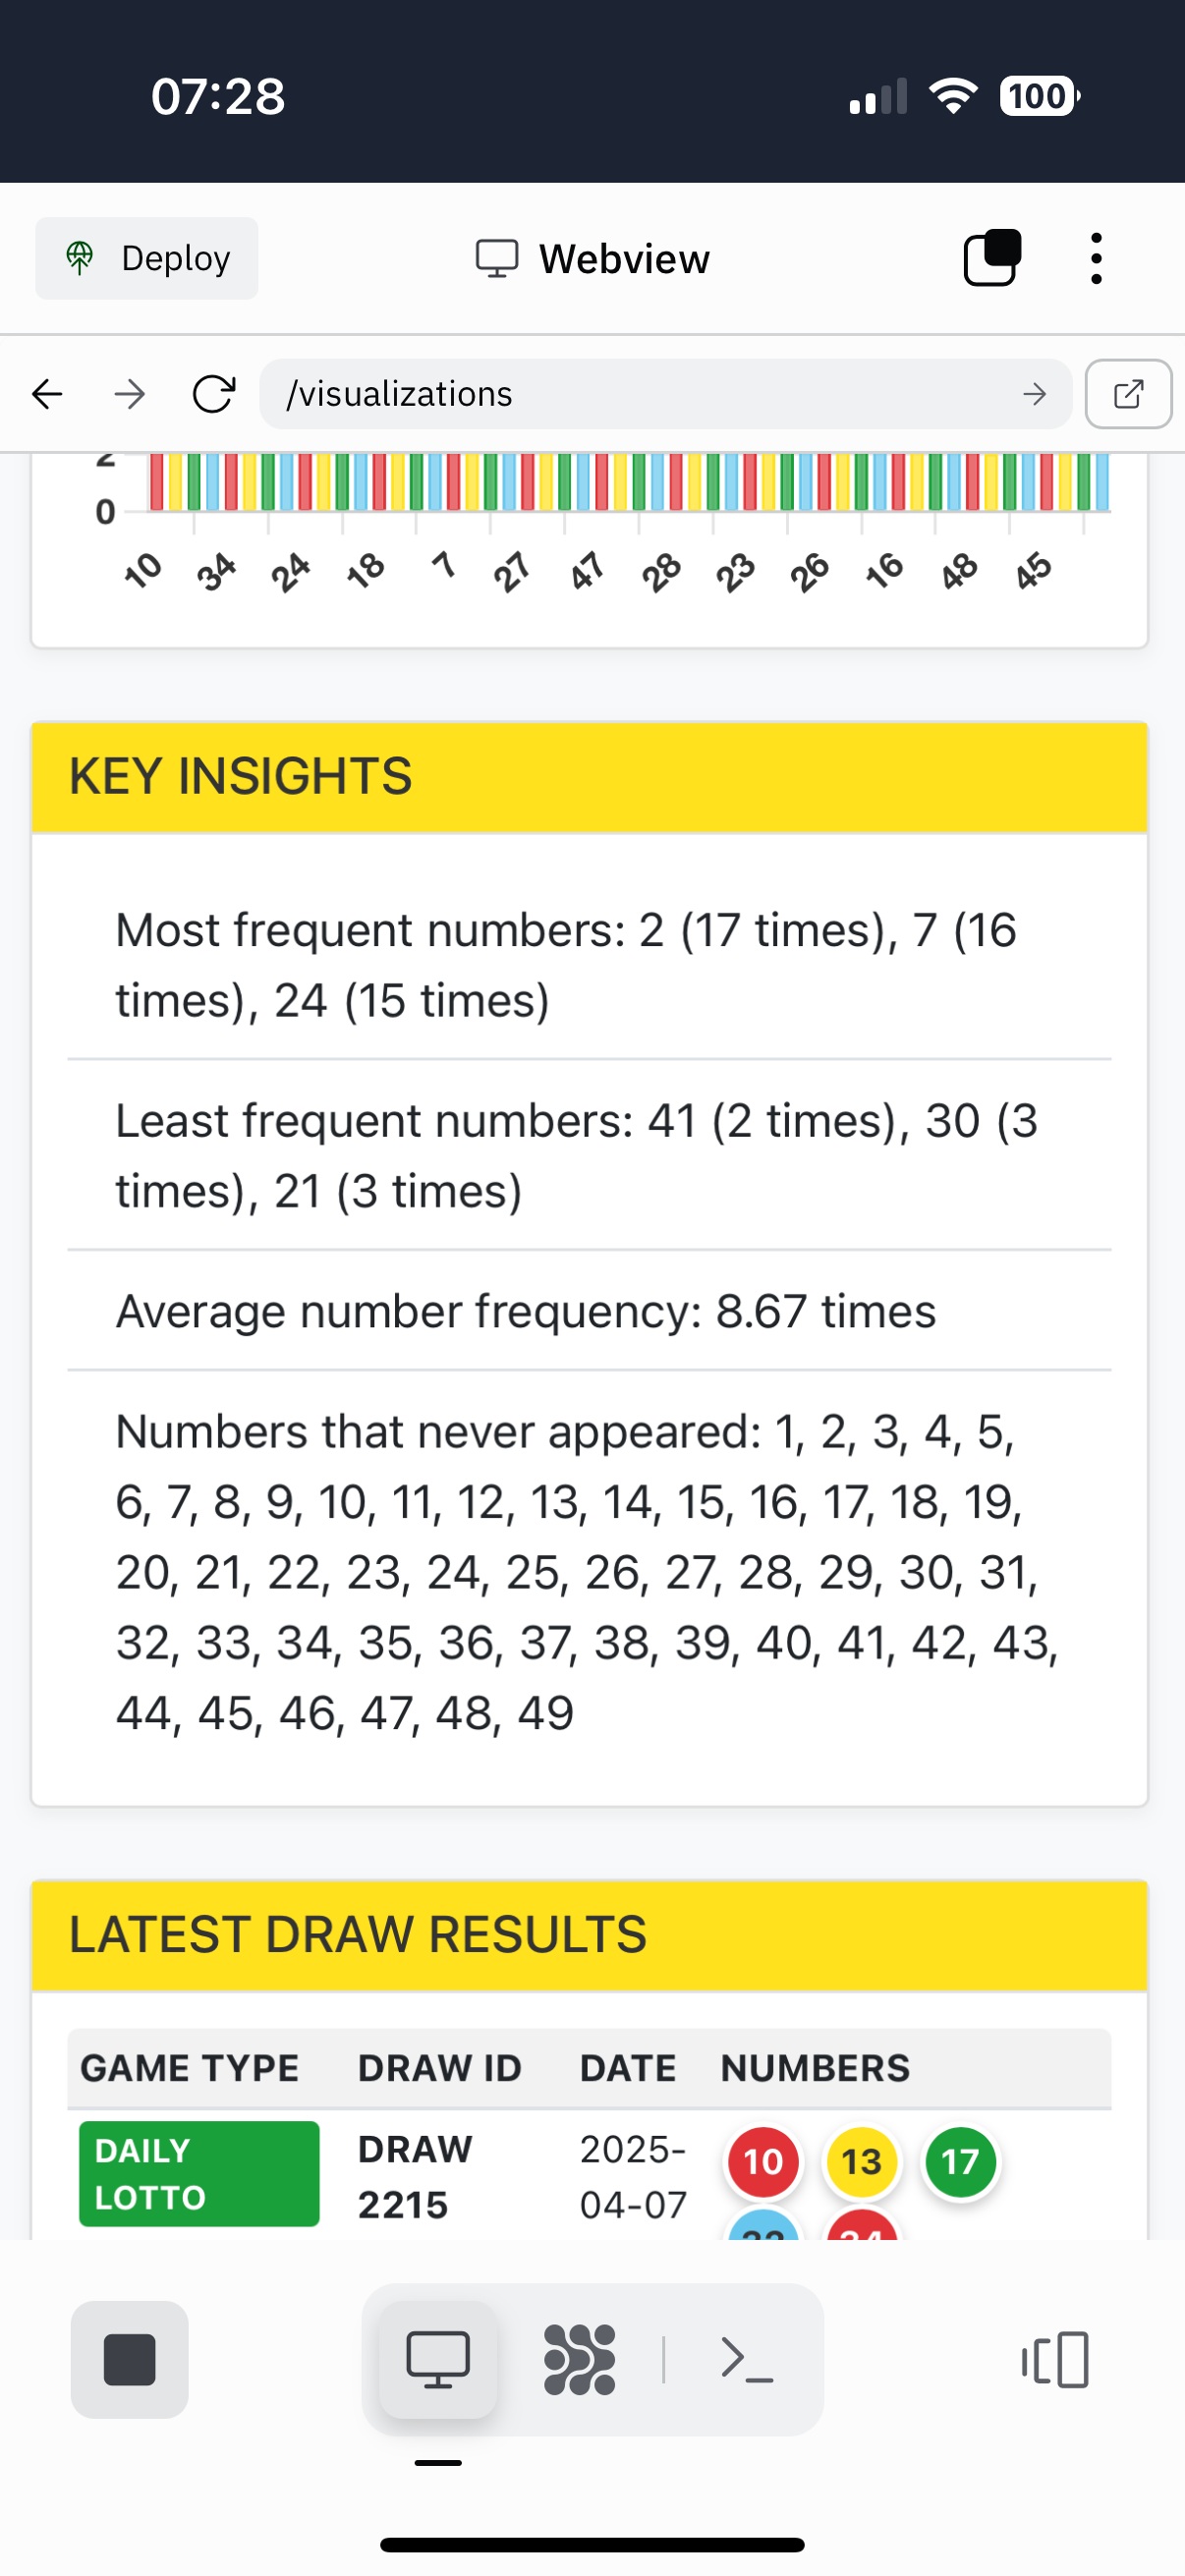 07:28
100
Deploy
Webview
/visualizations
2
0
10 34 24 18 7 27 47 28 23 26 16 48 45
KEY INSIGHTS
Most frequent numbers: 2 (17 times), 7 (16
times), 24 (15 times)
Least frequent numbers: 41 (2 times), 30 (3
times), 21 (3 times)
Average number frequency: 8.67 times
Numbers that never appeared: 1, 2, 3, 4, 5,
6, 7, 8, 9, 10, 11, 12, 13, 14, 15, 16, 17, 18, 19,
20, 21, 22, 23, 24, 25, 26, 27, 28, 29, 30, 31,
32, 33, 34, 35, 36, 37, 38, 39, 40, 41, 42, 43,
44, 45, 46, 47, 48, 49
LATEST DRAW RESULTS
GAME TYPE DRAW ID DATE NUMBERS
DAILY DRAW 2025- 10 13 17
LOTTO 2215 04-07